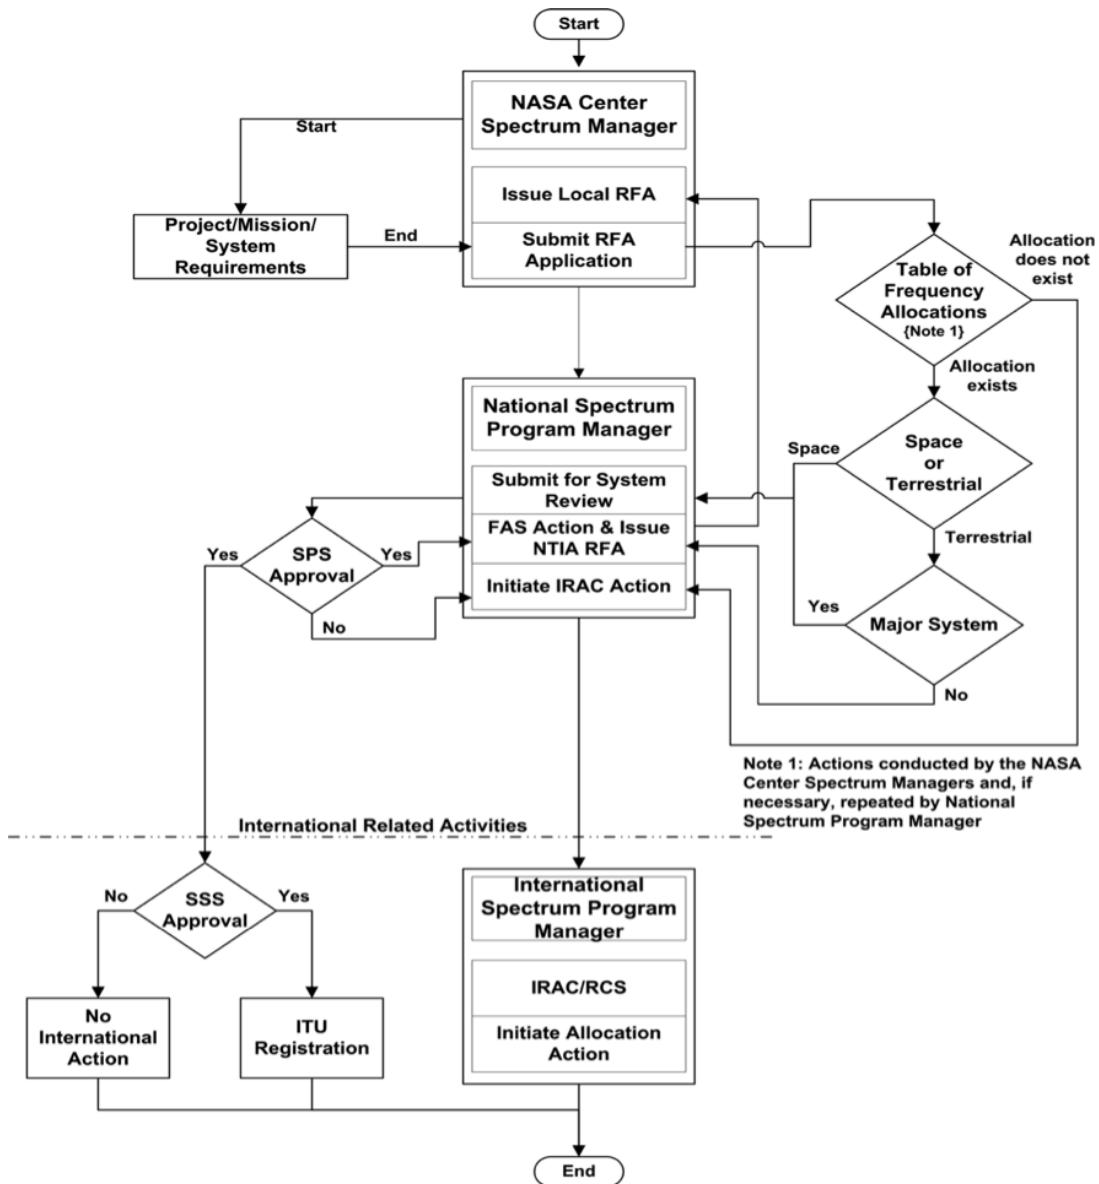 Start
NASA Center
Spectrum Manager
Start
Issue Local RFA
Project/Mission/
System
Requirements
End
Submit RFA
Application
Allocation
does not
exist
Table of
Frequency
Allocations
{Note 1}
Allocation
exists
National Spectrum
Program Manager
Space
Space
or
Terrestrial
Submit for System
Review
FAS Action & Issue
NTIA RFA
Initiate IRAC Action
Terrestrial
Yes
SPS
Approval
Yes
No
Yes
Major System
No
Note 1: Actions conducted by the NASA
Center Spectrum Managers and, if
necessary, repeated by National
Spectrum Program Manager
International Related Activities
No
SSS
Approval
Yes
International
Spectrum Program
Manager
IRAC/RCS
Initiate Allocation
Action
No
International
Action
ITU
Registration
End